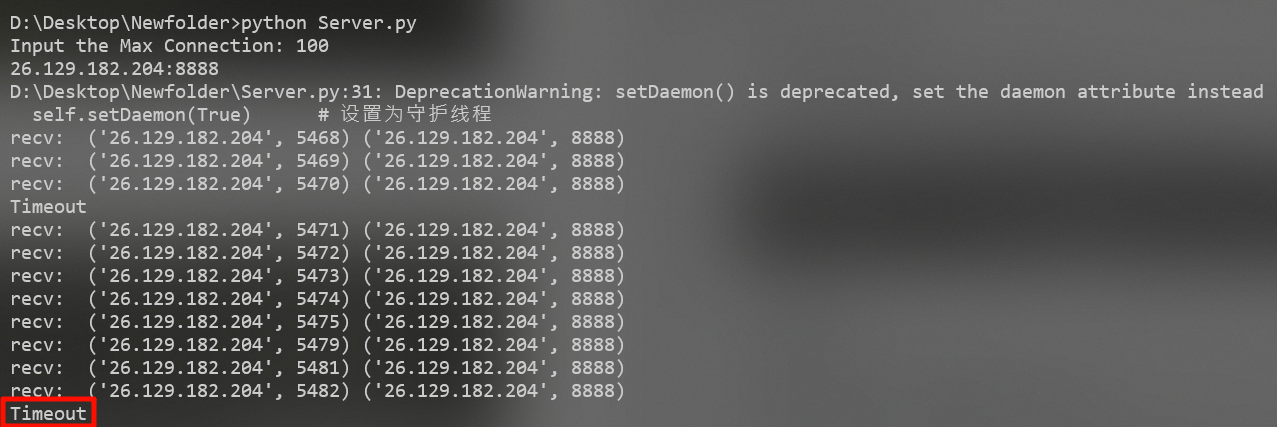 D:\Desktop\Newfolder>python Server.py
Input the Max Connection: 100
26.129.182.204:8888
D:\Desktop\Newfolder\Server.py:31: DeprecationWarning: setDaemon() is deprecated, set the daemon attribute instead
  self.setDaemon(True)      # 设置为守护线程
recv:  ('26.129.182.204', 5468) ('26.129.182.204', 8888)
recv:  ('26.129.182.204', 5469) ('26.129.182.204', 8888)
recv:  ('26.129.182.204', 5470) ('26.129.182.204', 8888)
Timeout
recv:  ('26.129.182.204', 5471) ('26.129.182.204', 8888)
recv:  ('26.129.182.204', 5472) ('26.129.182.204', 8888)
recv:  ('26.129.182.204', 5473) ('26.129.182.204', 8888)
recv:  ('26.129.182.204', 5474) ('26.129.182.204', 8888)
recv:  ('26.129.182.204', 5475) ('26.129.182.204', 8888)
recv:  ('26.129.182.204', 5479) ('26.129.182.204', 8888)
recv:  ('26.129.182.204', 5481) ('26.129.182.204', 8888)
recv:  ('26.129.182.204', 5482) ('26.129.182.204', 8888)
Timeout